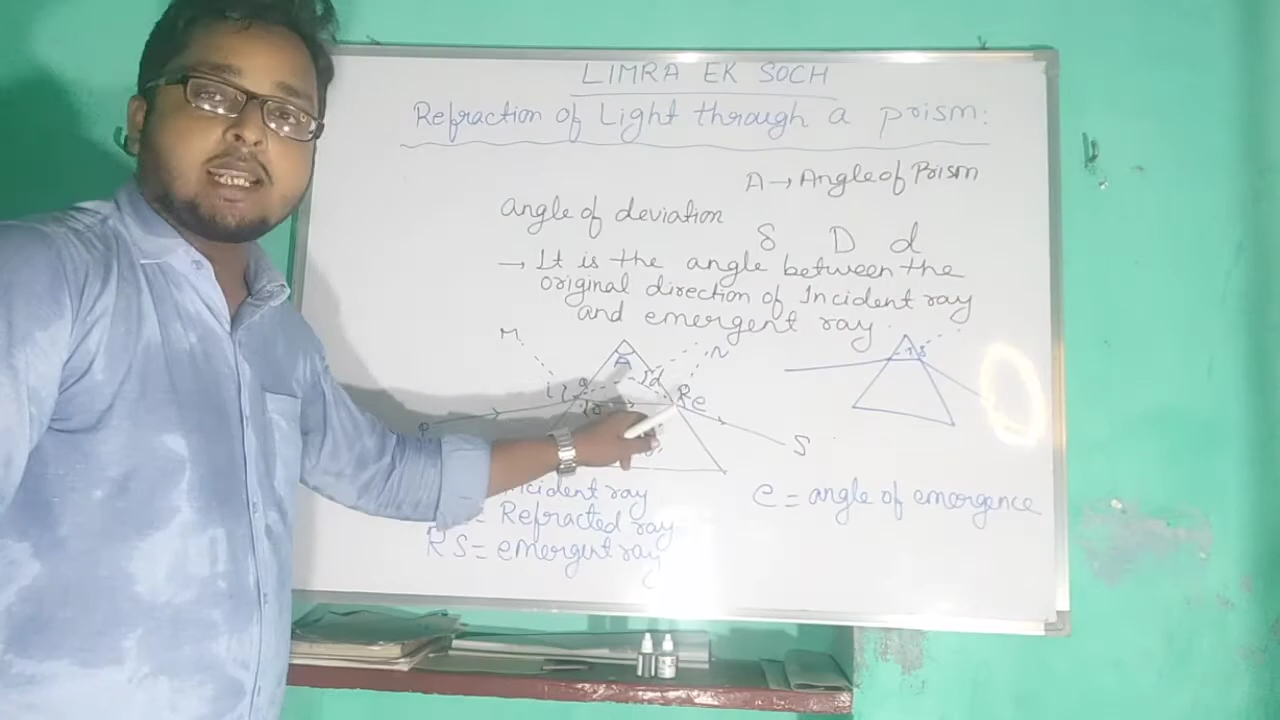 LIMRA EK SOCH
Refraction of Light through a prism:
A → Angle of Prism
angle of deviation
δ D d
→ It is the angle between the
original direction of Incident ray
and emergent ray.
M
N
A
i
d
R e
P
S
δ
Incident ray
= Refracted ray
RS = emergent ray
e = angle of emorgence